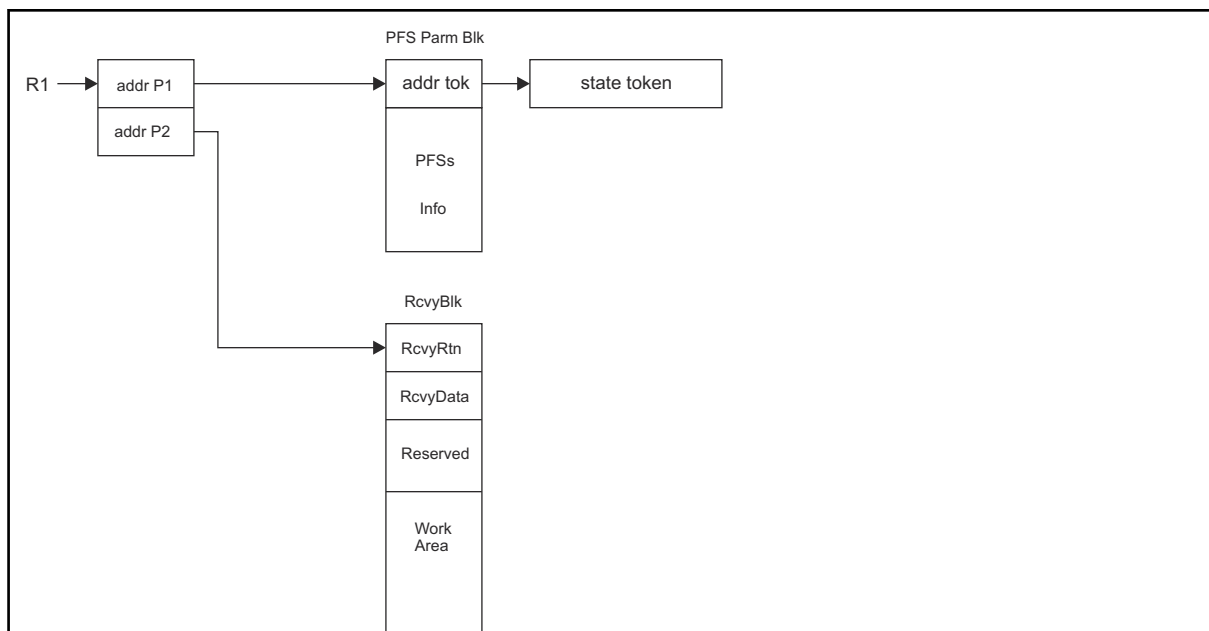 PFS Parm Blk
R1
addr P1
addr tok
state token
addr P2
PFSs
Info
RcvyBlk
RcvyRtn
RcvyData
Reserved
Work
Area